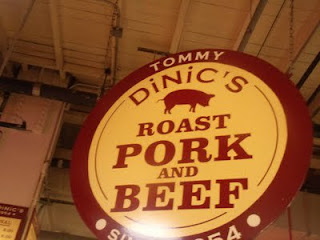 TOMMY
DiNiC'S
ROAST
PORK
AND
BEEF